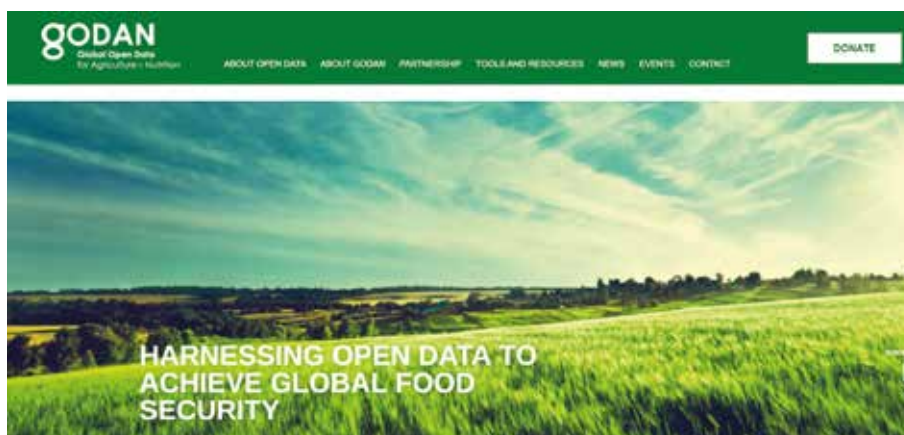 gODAN
Global Open Data
for Agriculture + Nutrition
ABOUT OPEN DATA ABOUT GODAN PARTNERSHIP TOOLS AND RESOURCES NEWS EVENTS CONTACT
DONATE
HARNESSING OPEN DATA TO
ACHIEVE GLOBAL FOOD
SECURITY